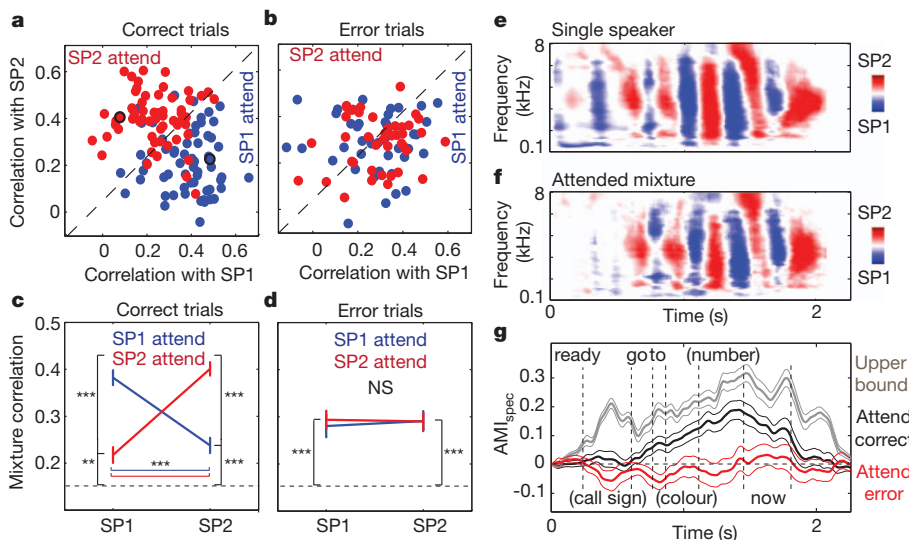 a Correct trials
SP2 attend
SP1 attend
Correlation with SP2
0.6
0.4
0.2
0
0 0.2 0.4 0.6
Correlation with SP1
b Error trials
SP2 attend
SP1 attend
0 0.2 0.4 0.6
Correlation with SP1
c Correct trials
SP1 attend
SP2 attend
Mixture correlation
0.5
0.4
0.3
0.2
***
**
***
***
***
SP1 SP2
d Error trials
SP1 attend
SP2 attend
NS
***
***
SP1 SP2
e Single speaker
Frequency
(kHz)
8
0.1
1 2
SP2
SP1
f Attended mixture
Frequency
(kHz)
8
0.1
0 1 2
Time (s)
SP2
SP1
g
ready go to (number)
(call sign) (colour) now
AMIspec
0.3
0.2
0.1
0
-0.1
0 2
Time (s)
Upper
bound
Attend
correct
Attend
error